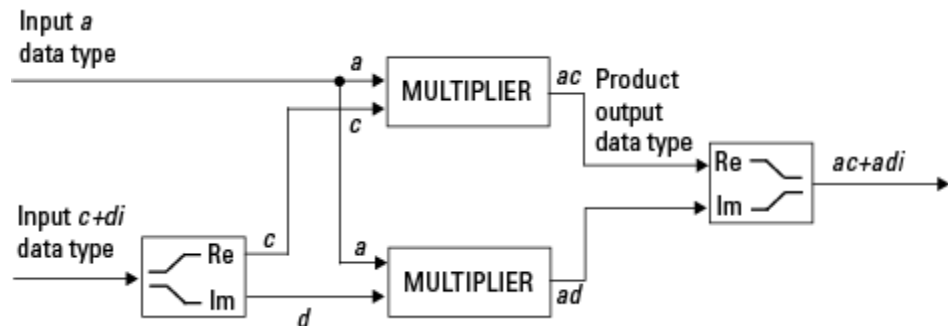 Input a
data type
a
c
MULTIPLIER
ac
Product
output
data type
Re
Im
ac+adi
Input c+di
data type
Re
Im
c
d
a
MULTIPLIER
ad